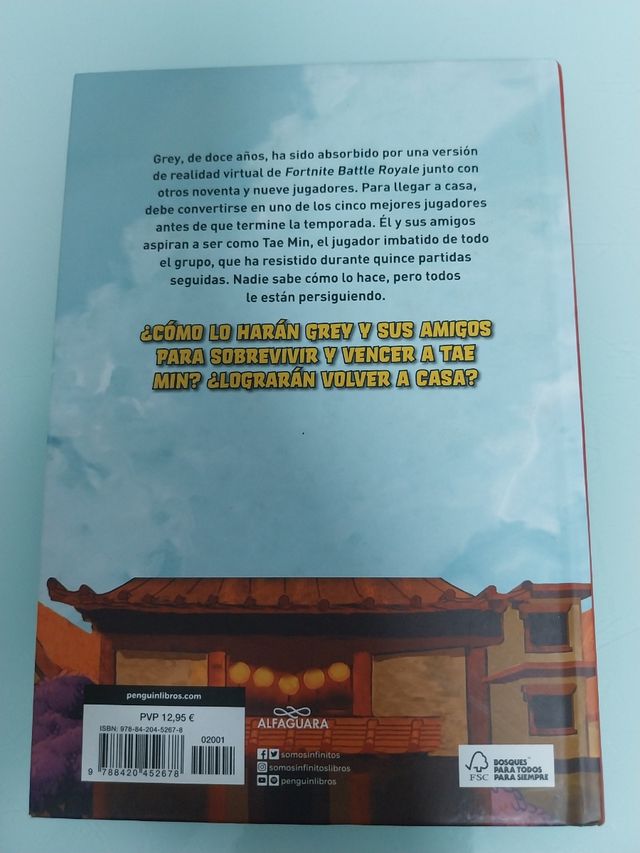 Grey, de doce años, ha sido absorbido por una versión
de realidad virtual de Fortnite Battle Royale junto con
otros noventa y nueve jugadores. Para llegar a casa,
debe convertirse en uno de los cinco mejores jugadores
antes de que termine la temporada. Él y sus amigos
aspiran a ser como Tae Min, el jugador imbatido de todo
el grupo, que ha resistido durante quince partidas
seguidas. Nadie sabe cómo lo hace, pero todos
le están persiguiendo.
¿CÓMO LO HARÁN GREY Y SUS AMIGOS
PARA SOBREVIVIR Y VENCER A TAE
MIN? ¿LOGRARÁN VOLVER A CASA?
penguinlibros.com
PVP 12,95 €
ISBN: 978-84-204-5267-8
02001
9 788420 452678
ALFAGUARA
somosinfinitos
somosinfinitoslibros
penguinlibros
FSC
BOSQUES
PARA TODOS
PARA SIEMPRE